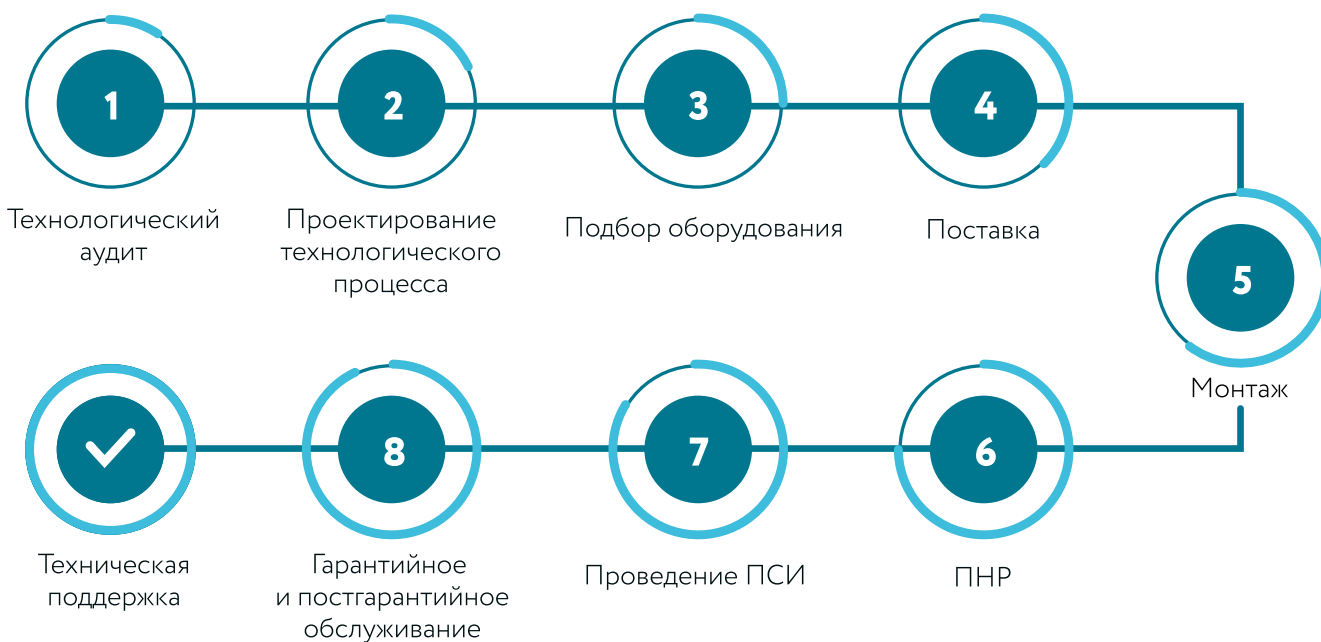 1
Технологический
аудит
2
Проектирование
технологического
процесса
3
Подбор оборудования
4
Поставка
5
Монтаж
6
ПНР
7
Проведение ПСИ
8
Гарантийное
и постгарантийное
обслуживание
Техническая
поддержка